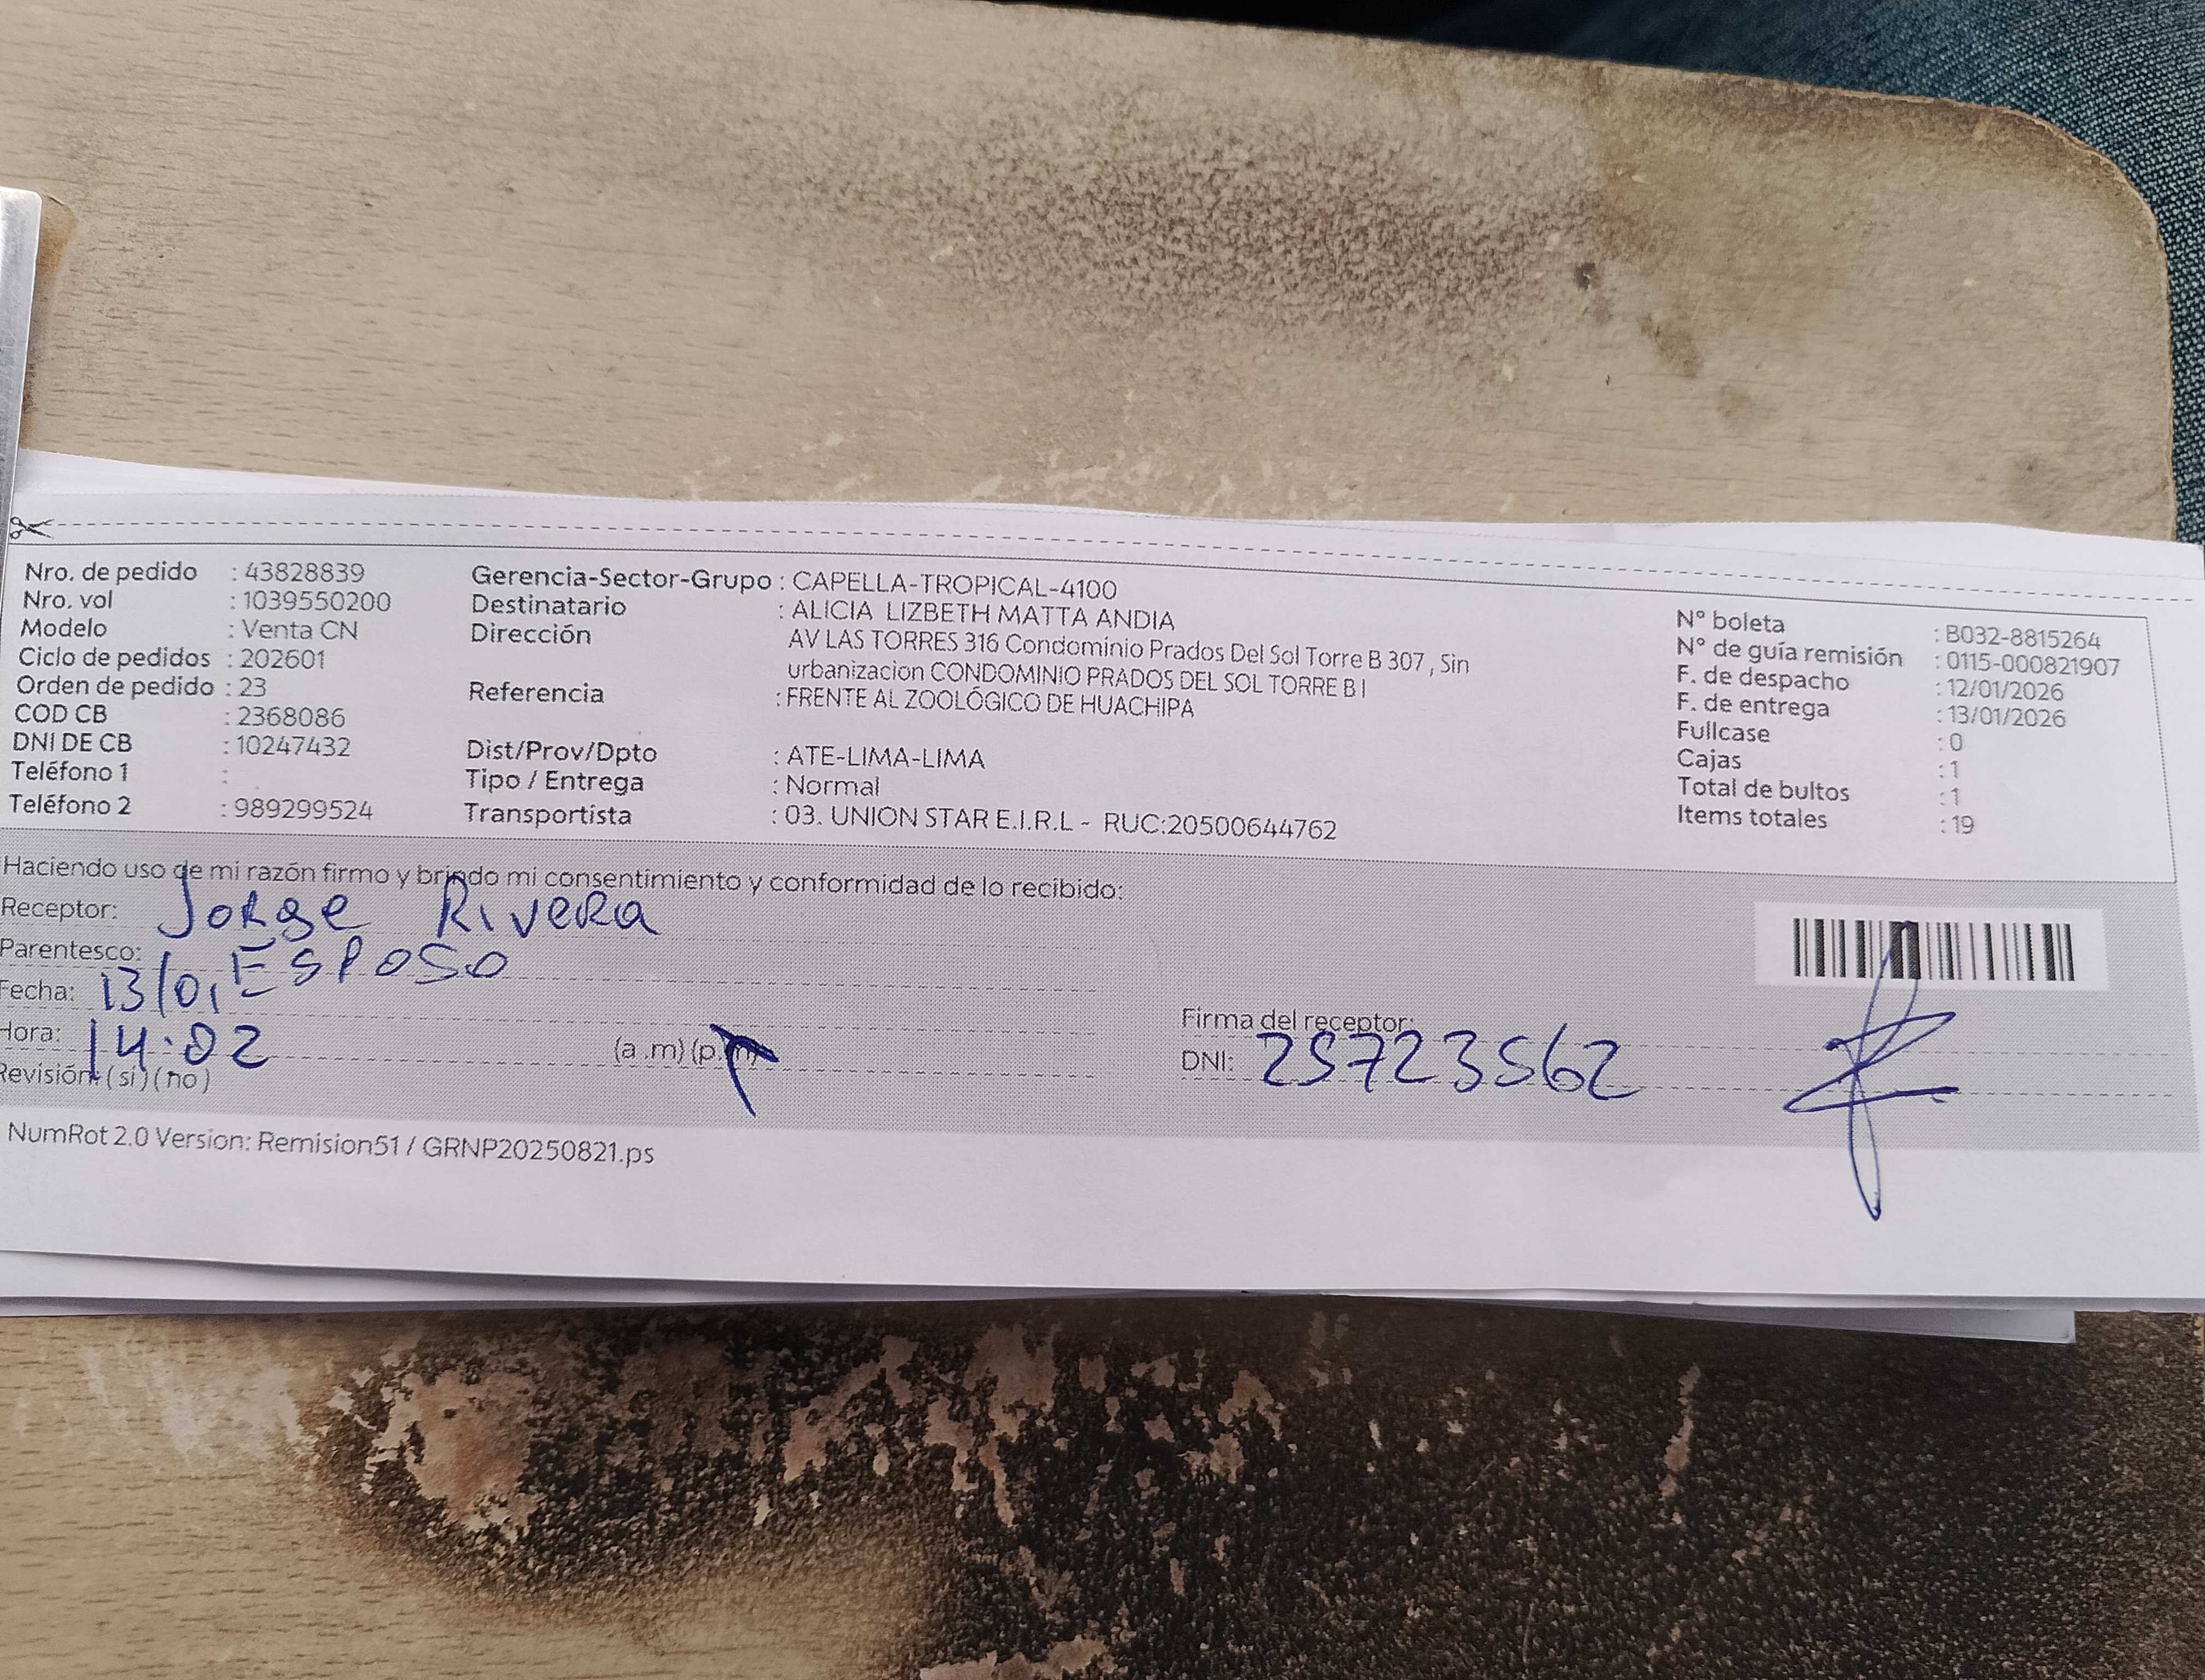 Nro. de pedido : 43828839
Nro. vol : 1039550200
Modelo : Venta CN
Ciclo de pedidos : 202601
Orden de pedido : 23
COD CB : 2368086
DNI DE CB : 10247432
Teléfono 1 :
Teléfono 2 : 989299524
Gerencia-Sector-Grupo : CAPELLA-TROPICAL-4100
Destinatario : ALICIA LIZBETH MATTA ANDIA
Dirección AV LAS TORRES 316 Condominio Prados Del Sol Torre B 307 , Sin
urbanizacion CONDOMINIO PRADOS DEL SOL TORRE B I
Referencia : FRENTE AL ZOOLÓGICO DE HUACHIPA
Dist/Prov/Dpto : ATE-LIMA-LIMA
Tipo / Entrega : Normal
Transportista : 03. UNION STAR E.I.R.L - RUC:20500644762
N° boleta : B032-8815264
N° de guía remisión : 0115-000821907
F. de despacho : 12/01/2026
F. de entrega : 13/01/2026
Fullcase : 0
Cajas : 1
Total de bultos : 1
Items totales : 19
Haciendo uso de mi razón firmo y brindo mi consentimiento y conformidad de lo recibido:
Receptor: Jorge Rivera
Parentesco: Esposo
Fecha: 13/01
Hora: 14:02 (a.m) (p.m)
Revisión: (si) (no)
Firma del receptor:
DNI: 25723562
NumRot 2.0 Version: Remision51 / GRNP20250821.ps